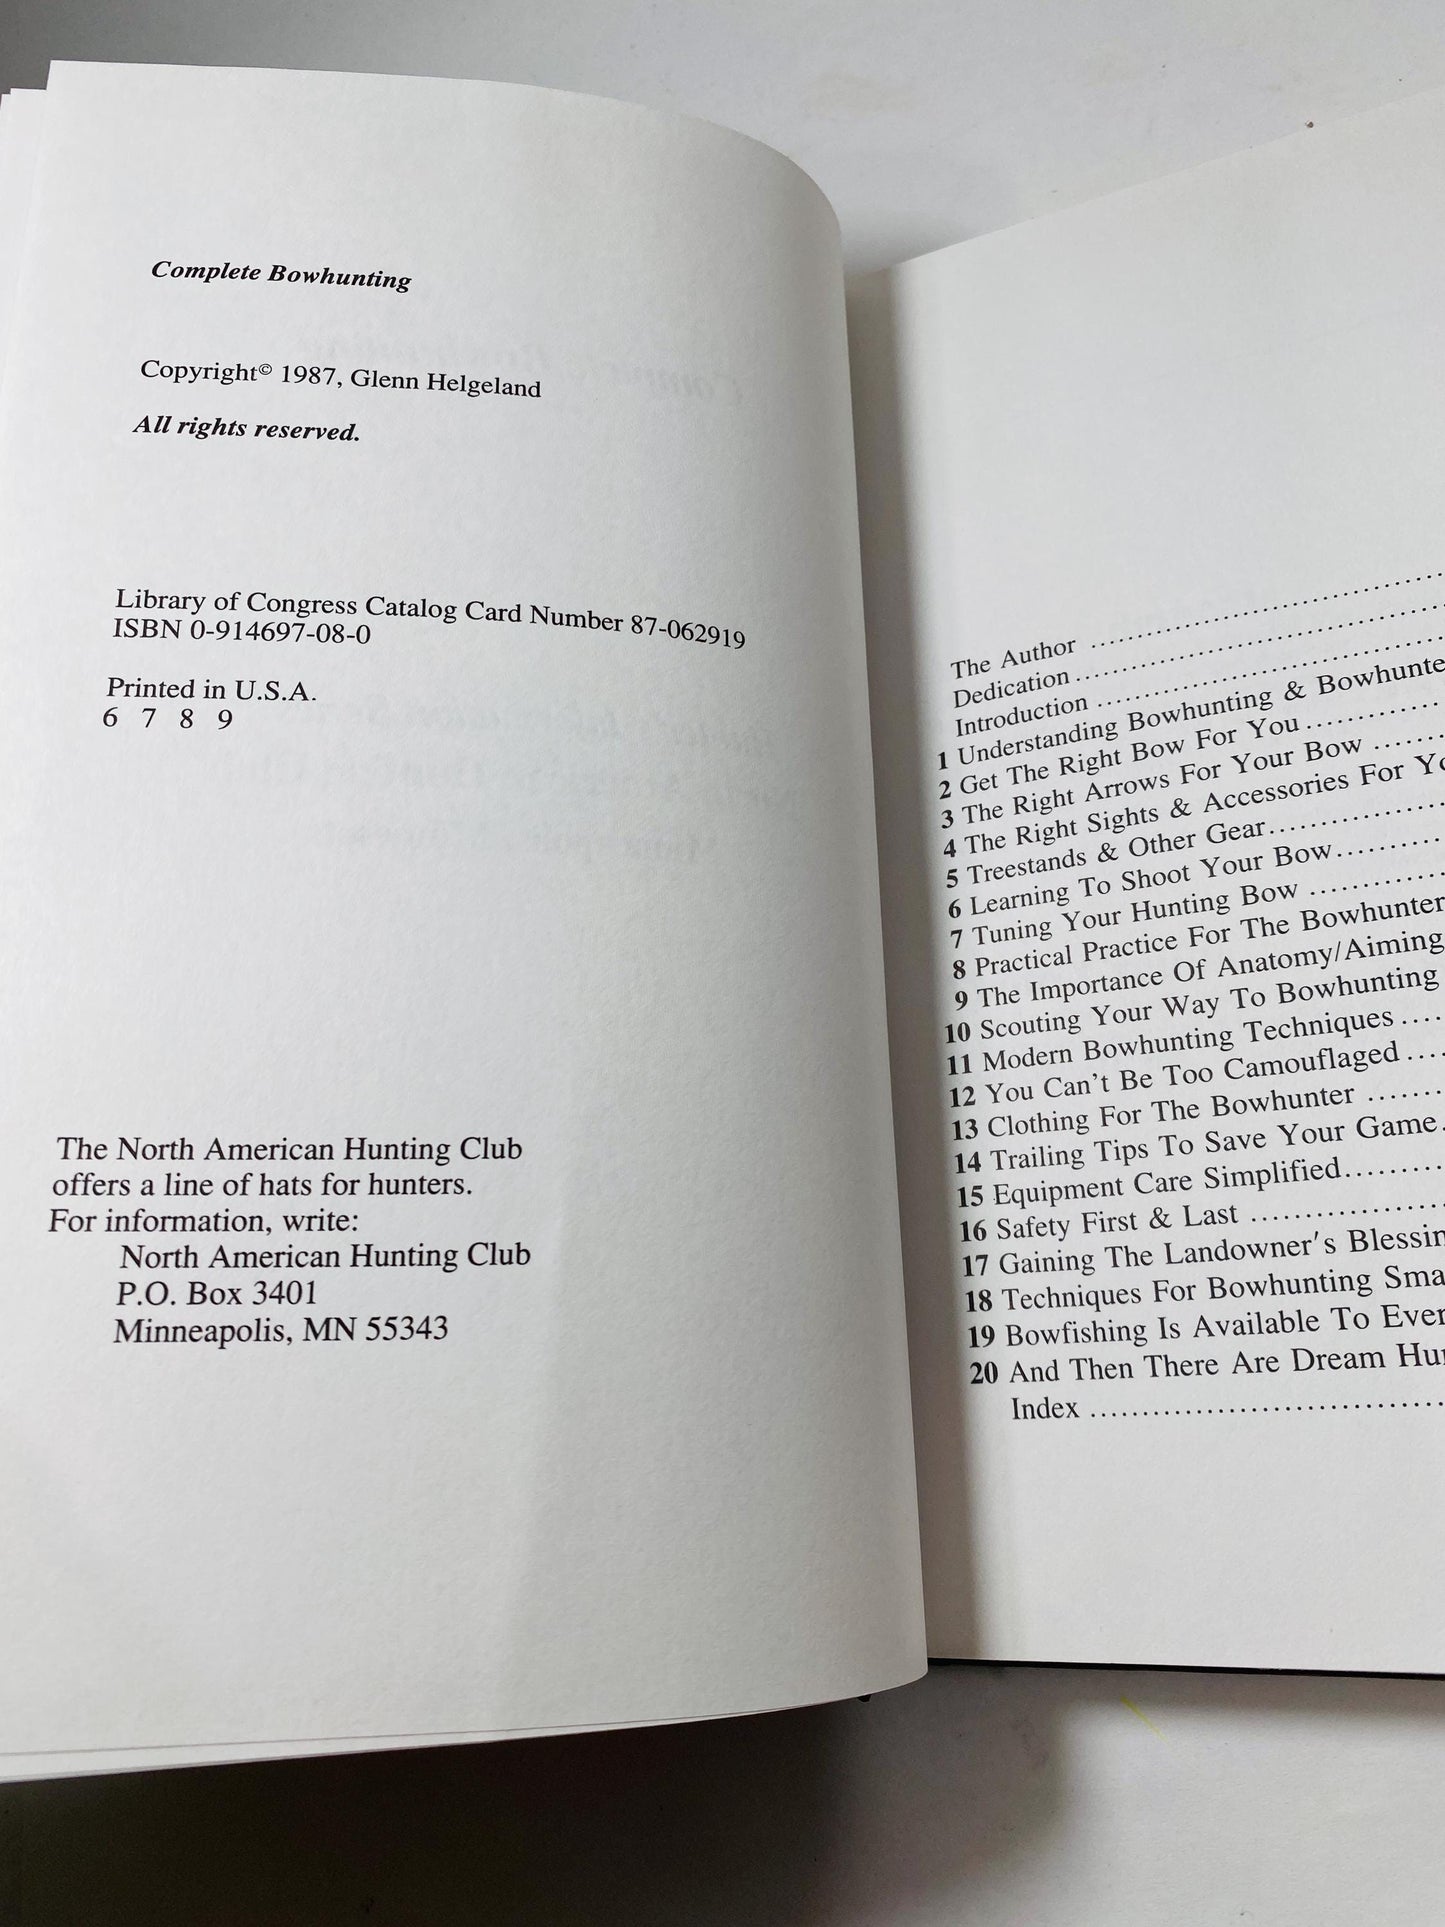 Complete Bowhunting
Copyright© 1987, Glenn Helgeland
All rights reserved.
Library of Congress Catalog Card Number 87-062919
ISBN 0-914697-08-0
Printed in U.S.A.
6 7 8 9
The North American Hunting Club
offers a line of hats for hunters.
For information, write:
North American Hunting Club
P.O. Box 3401
Minneapolis, MN 55343
The Author ..............................
Dedication ..............................
Introduction ..............................
1 Understanding Bowhunting &
2 Get The Right Bow For You ..............
3 The Right Arrows For Your Bow .......
4 The Right Sights & Accessories For
5 Treestands & Other Gear..................
6 Learning To Shoot Your Bow...........
7 Tuning Your Hunting Bow .............
8 Practical Practice For The Bowhunter
9 The Importance Of Anatomy/Aiming
10 Scouting Your Way To Bowhunting
11 Modern Bowhunting Techniques ....
12 You Can't Be Too Camouflaged ....
13 Clothing For The Bowhunter .......
14 Trailing Tips To Save Your Game.
15 Equipment Care Simplified.........
16 Safety First & Last ..................
17 Gaining The Landowner's
18 Techniques For Bowhunting
19 Bowfishing Is Available To
20 And Then There Are Dream
Index ..................................